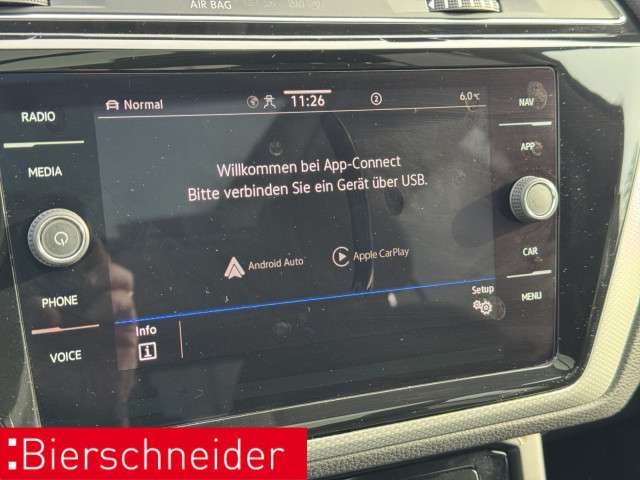 AIR BAG
RADIO
MEDIA
PHONE
VOICE
Normal
11:26
2
6.0°C
Willkommen bei App-Connect
Bitte verbinden Sie ein Gerät über USB.
Android Auto
Apple CarPlay
Info
Setup
NAV
APP
CAR
MENU
Bierschneider